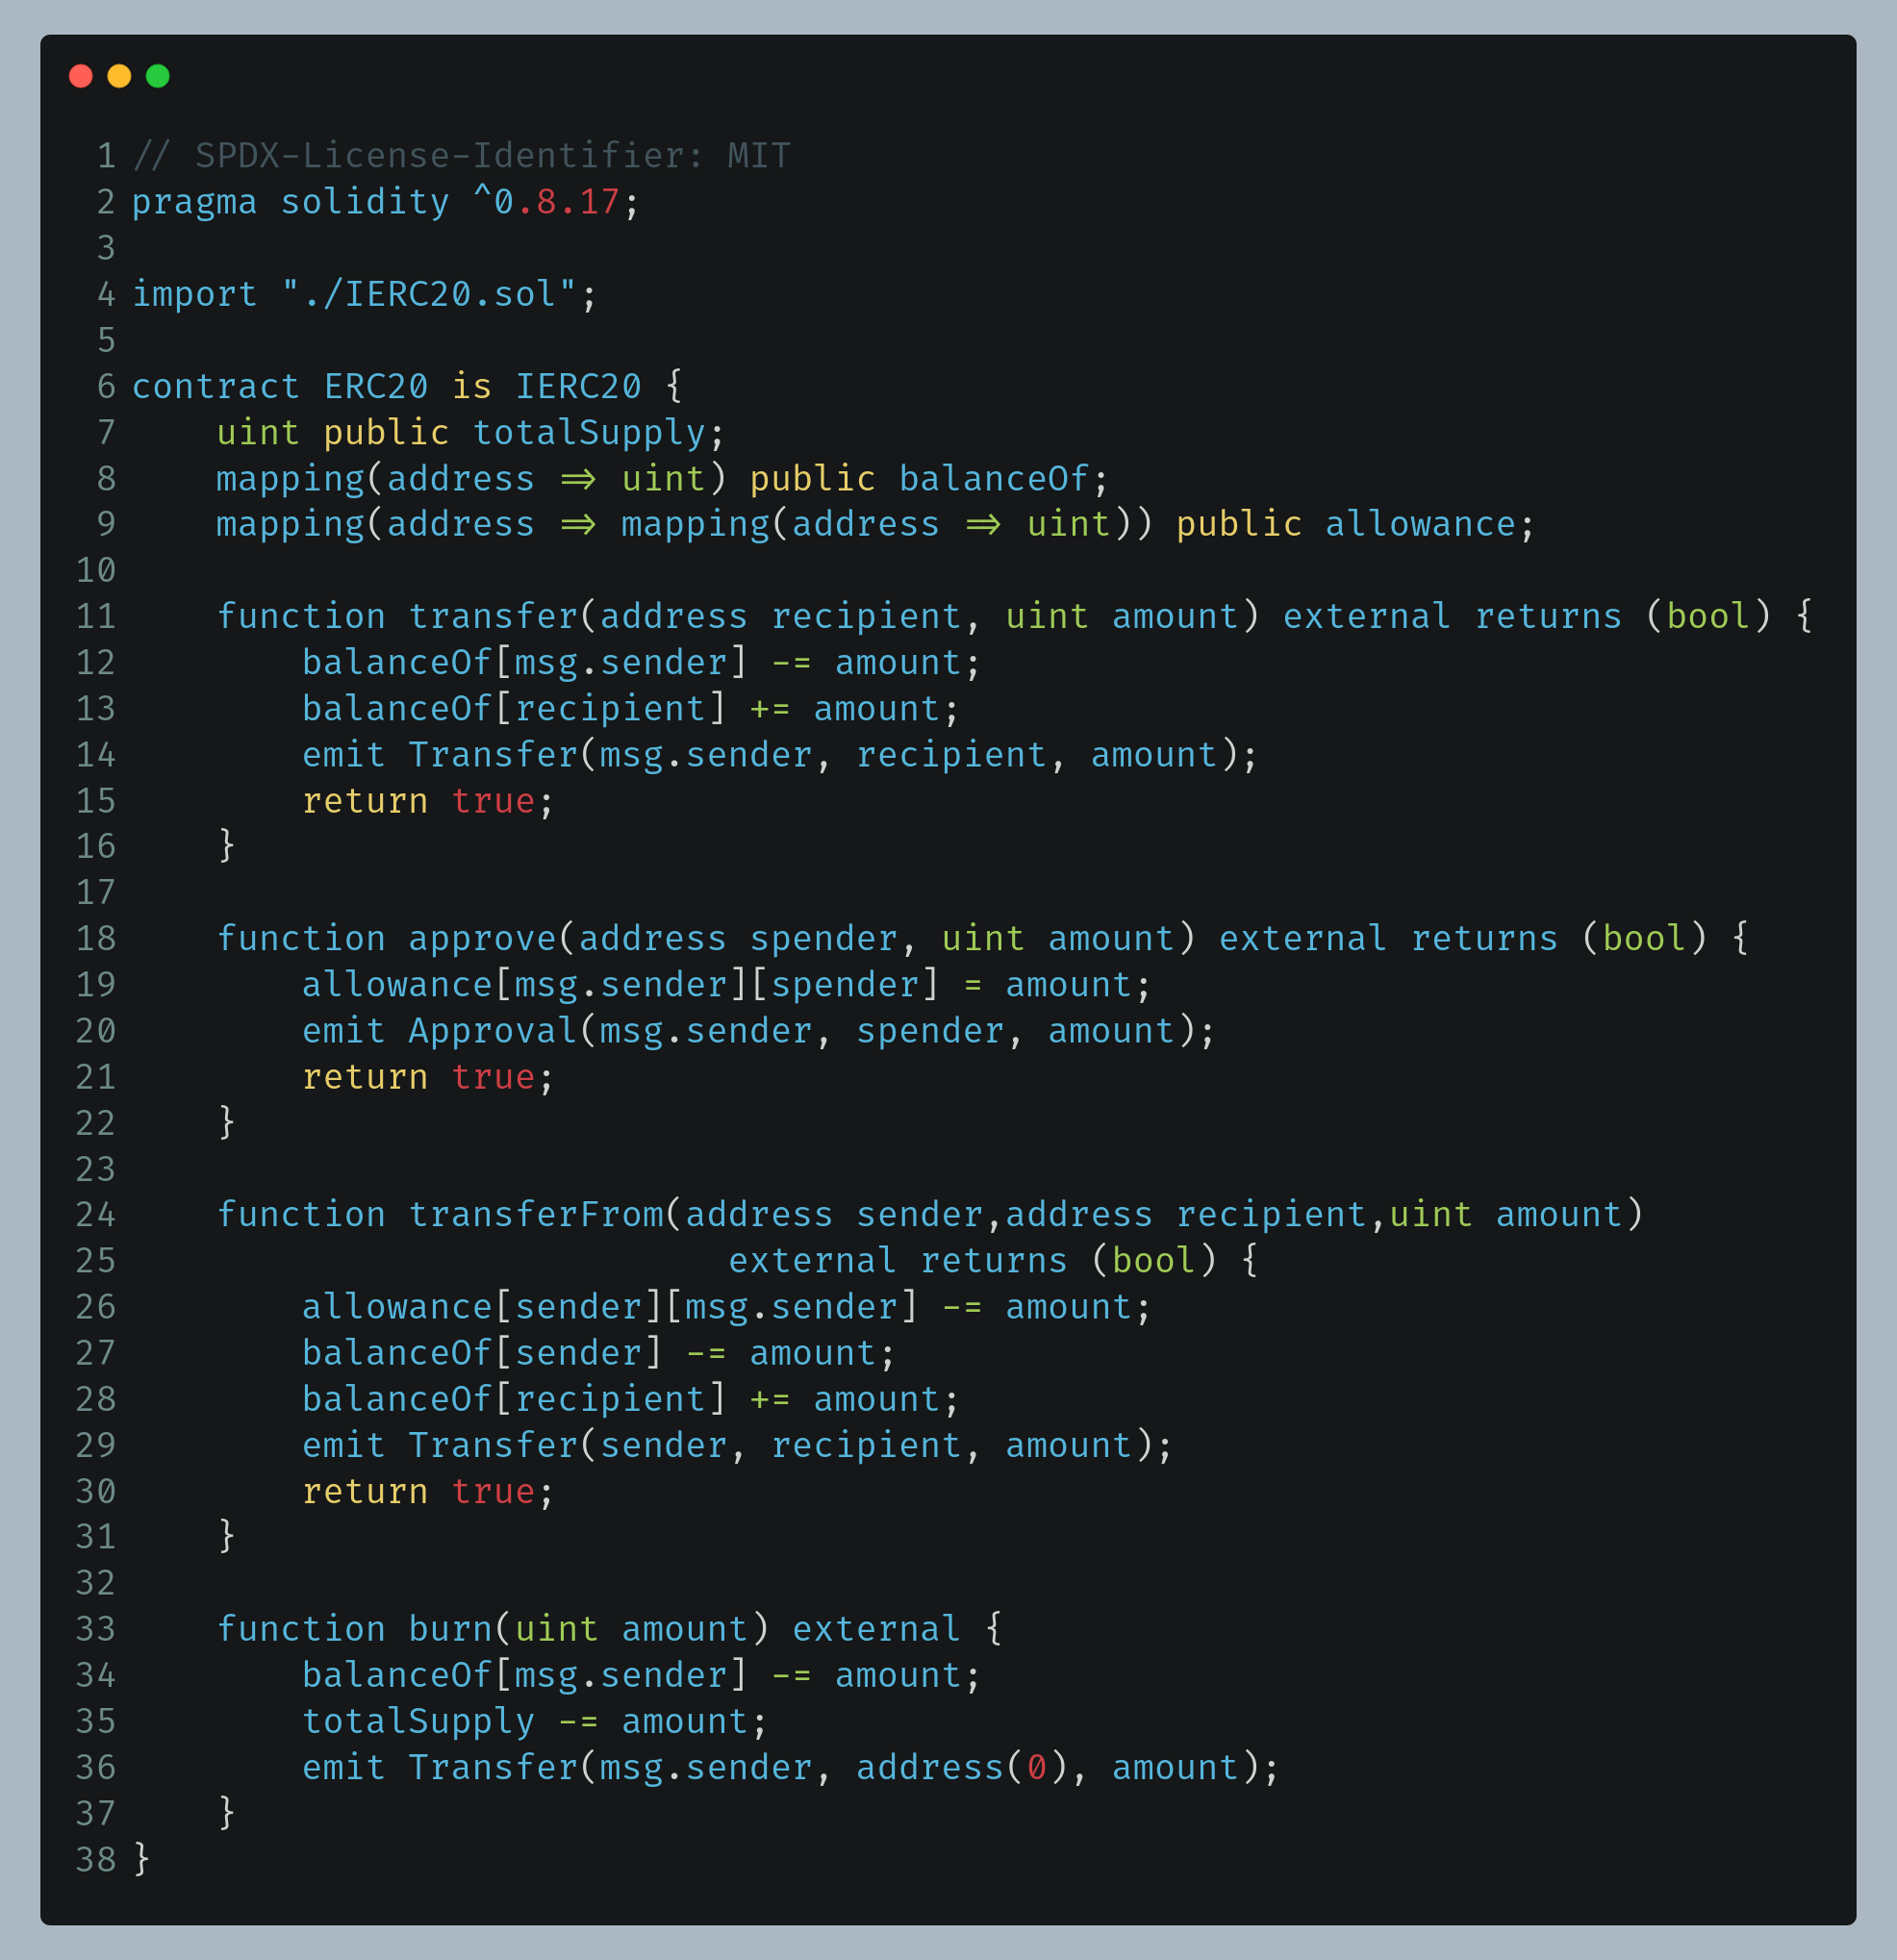 1 // SPDX-License-Identifier: MIT
2 pragma solidity ^0.8.17;
3
4 import "./IERC20.sol";
5
6 contract ERC20 is IERC20 {
7     uint public totalSupply;
8     mapping(address => uint) public balanceOf;
9     mapping(address => mapping(address => uint)) public allowance;
10
11     function transfer(address recipient, uint amount) external returns (bool) {
12         balanceOf[msg.sender] -= amount;
13         balanceOf[recipient] += amount;
14         emit Transfer(msg.sender, recipient, amount);
15         return true;
16     }
17
18     function approve(address spender, uint amount) external returns (bool) {
19         allowance[msg.sender][spender] = amount;
20         emit Approval(msg.sender, spender, amount);
21         return true;
22     }
23
24     function transferFrom(address sender,address recipient,uint amount)
25                             external returns (bool) {
26         allowance[sender][msg.sender] -= amount;
27         balanceOf[sender] -= amount;
28         balanceOf[recipient] += amount;
29         emit Transfer(sender, recipient, amount);
30         return true;
31     }
32
33     function burn(uint amount) external {
34         balanceOf[msg.sender] -= amount;
35         totalSupply -= amount;
36         emit Transfer(msg.sender, address(0), amount);
37     }
38 }